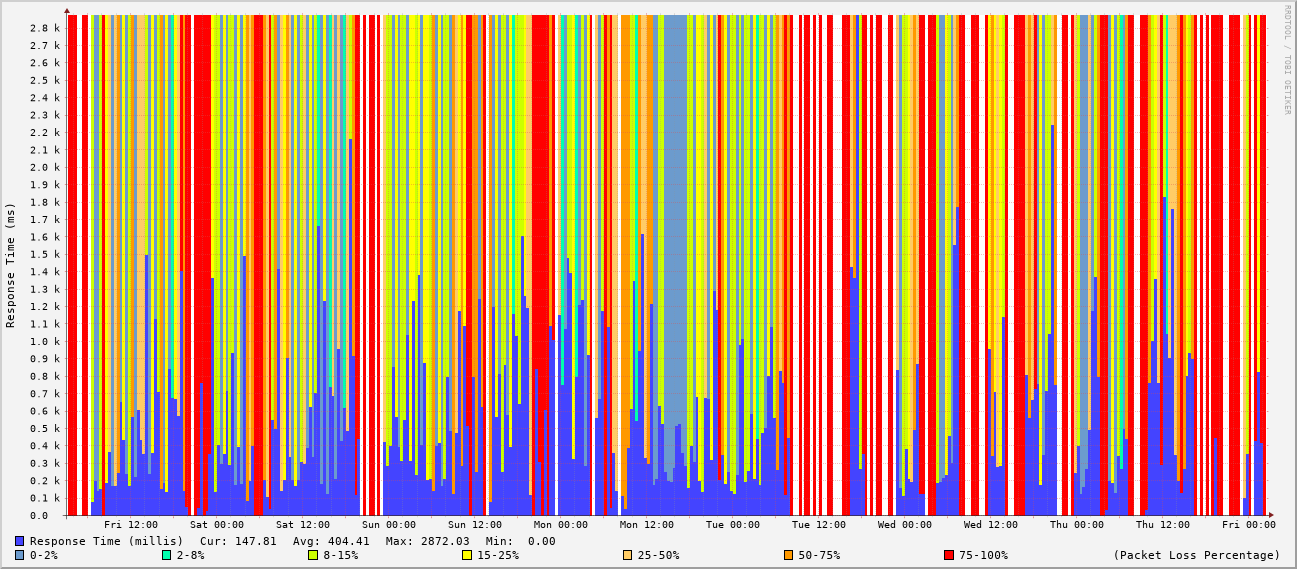 RRDTOOL / TOBI OETIKER
Response Time (ms)
2.8 k
2.7 k
2.6 k
2.5 k
2.4 k
2.3 k
2.2 k
2.1 k
2.0 k
1.9 k
1.8 k
1.7 k
1.6 k
1.5 k
1.4 k
1.3 k
1.2 k
1.1 k
1.0 k
0.9 k
0.8 k
0.7 k
0.6 k
0.5 k
0.4 k
0.3 k
0.2 k
0.1 k
0.0
Fri 12:00 Sat 00:00 Sat 12:00 Sun 00:00 Sun 12:00 Mon 00:00 Mon 12:00 Tue 00:00 Tue 12:00 Wed 00:00 Wed 12:00 Thu 00:00 Thu 12:00 Fri 00:00
Response Time (millis) Cur: 147.81 Avg: 404.41 Max: 2872.03 Min: 0.00
0-2% 2-8% 8-15% 15-25% 25-50% 50-75% 75-100% (Packet Loss Percentage)